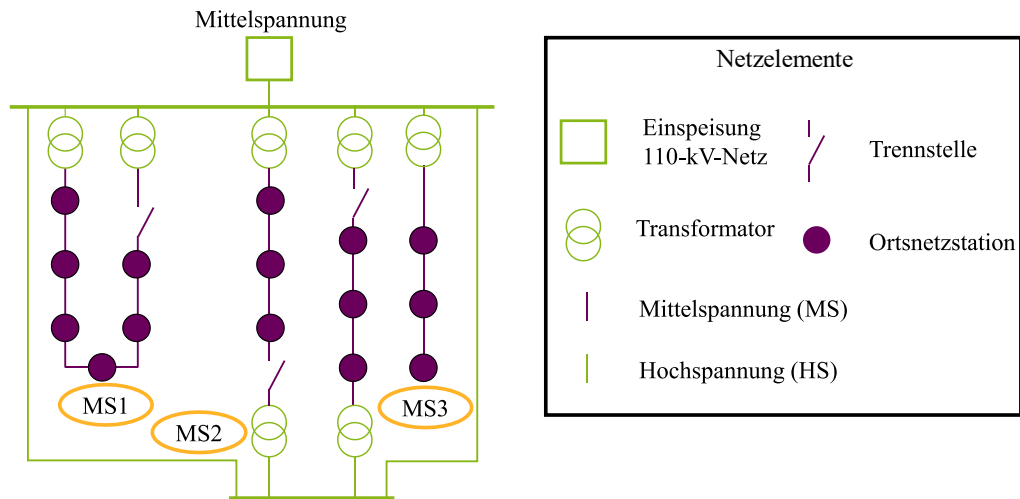 Mittelspannung
MS1
MS2
MS3
Netzelemente
Einspeisung
110-kV-Netz
Trennstelle
Transformator
Ortsnetzstation
Mittelspannung (MS)
Hochspannung (HS)